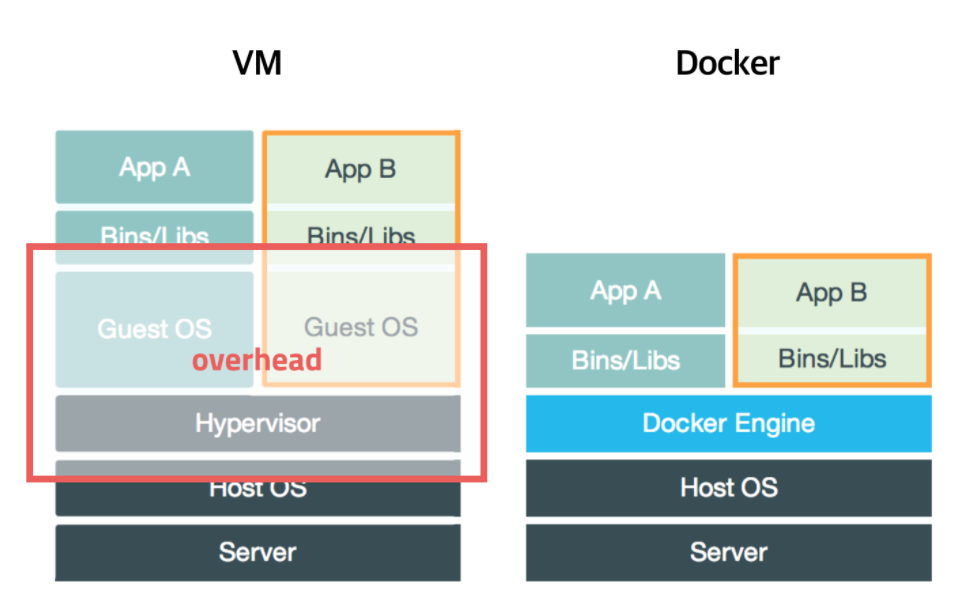 VM
App A
App B
Bins/Libs
Bins/Libs
Guest OS
Guest OS
overhead
Hypervisor
Host OS
Server
Docker
App A
App B
Bins/Libs
Bins/Libs
Docker Engine
Host OS
Server